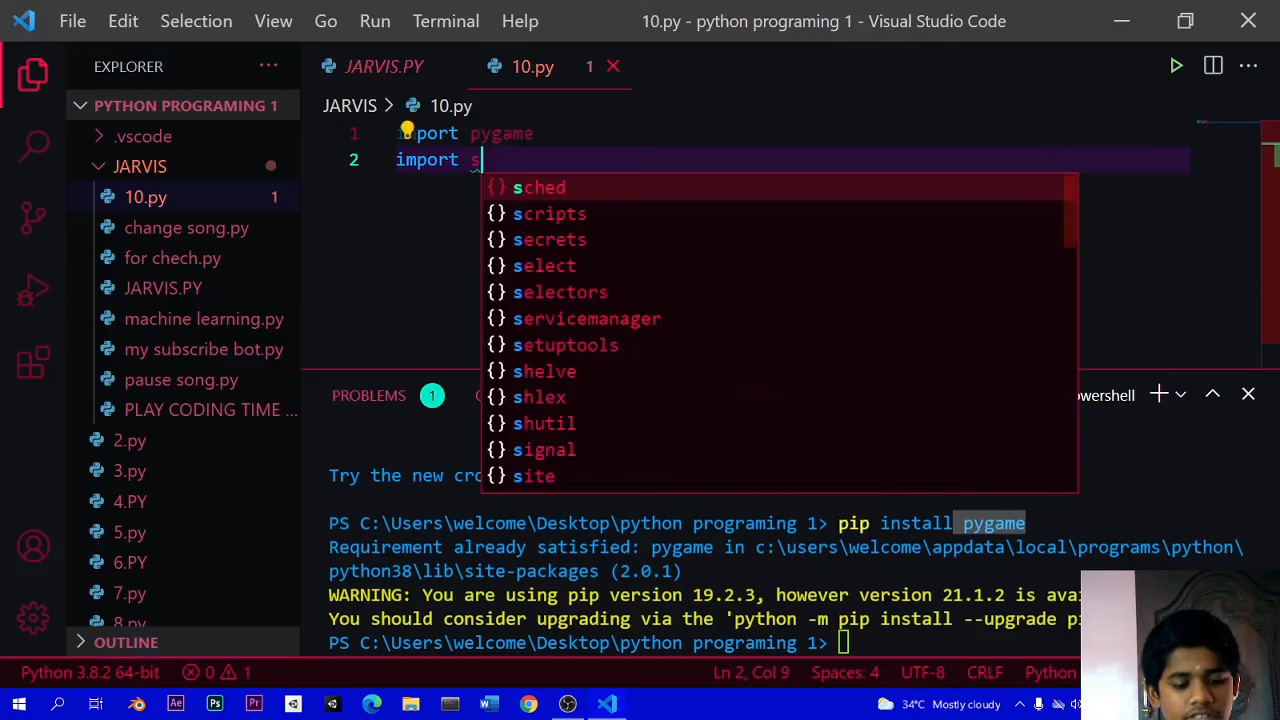 File Edit Selection View Go Run Terminal Help 10.py - python programing 1 - Visual Studio Code
EXPLORER
PYTHON PROGRAMING 1
.vscode
JARVIS
10.py 1
change song.py
for chech.py
JARVIS.PY
machine learning.py
my subscribe bot.py
pause song.py
PLAY CODING TIME ...
2.py
3.py
4.PY
5.py
6.PY
7.py
8.py
OUTLINE
JARVIS.PY 10.py 1
JARVIS > 10.py
1 import pygame
2 import s
{} sched
{} scripts
{} secrets
{} select
{} selectors
{} servicemanager
{} setuptools
{} shelve
{} shlex
{} shutil
{} signal
{} site
PROBLEMS 1
owershell
Try the new cro
PS C:\Users\welcome\Desktop\python programing 1> pip install pygame
Requirement already satisfied: pygame in c:\users\welcome\appdata\local\programs\python\
python38\lib\site-packages (2.0.1)
WARNING: You are using pip version 19.2.3, however version 21.1.2 is avai
You should consider upgrading via the 'python -m pip install --upgrade pi
PS C:\Users\welcome\Desktop\python programing 1>
Python 3.8.2 64-bit 0 1 Ln 2, Col 9 Spaces: 4 UTF-8 CRLF Python
Ae Ps Pr 34°C Mostly cloudy